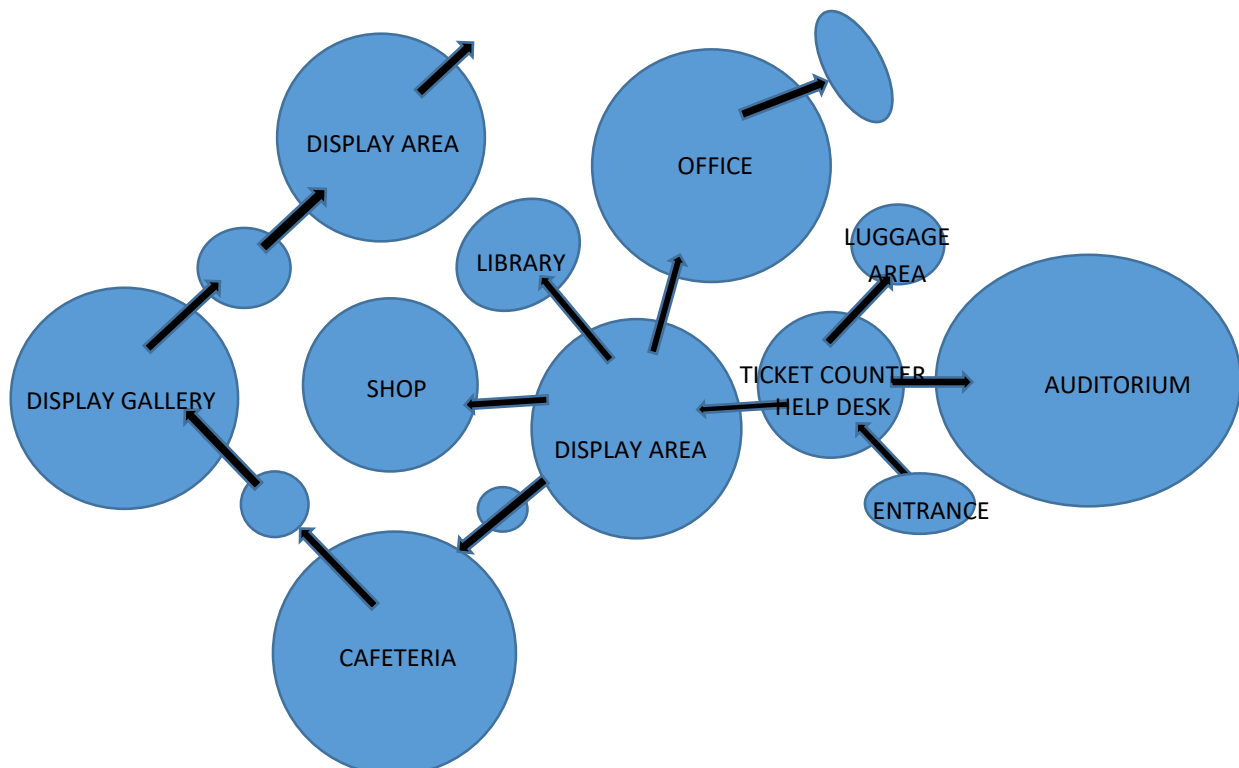 DISPLAY AREA
OFFICE
LUGGAGE
AREA
LIBRARY
TICKET COUNTER
HELP DESK
AUDITORIUM
SHOP
DISPLAY GALLERY
DISPLAY AREA
ENTRANCE
CAFETERIA